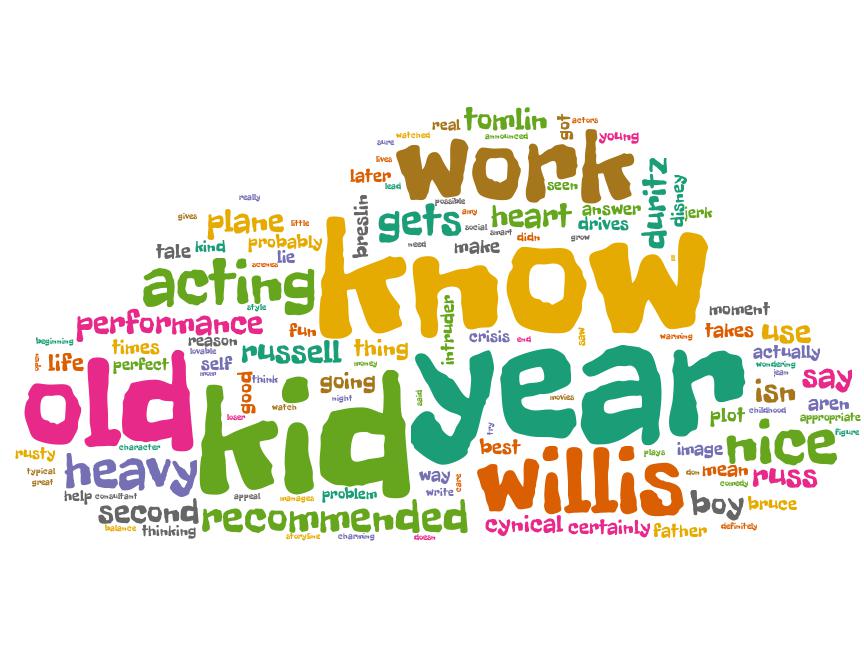 real tomlin got actors
watched announced young
sure work
lives
later lead seen duritz
really possible disney
gives plane little breslin gets any heart answer jerk
social smart drives
tale kind probably need make didn grow
lie know
scenes
acting
style intruder moment
performance fun crisis end saw warning takes use
beginning times reason russell thing year actually
lovable wondering
open life perfect self going jean say
mom good think money isn
old kid night said movies aren
loser watch plot childhood appropriate
character try nice figure
rusty best plays image
typical heavy way willis don mean russ
great care comedy
help consultant appeal manages problem write boy bruce
second recommended cynical certainly father definitely
balance thinking storyline charming doesn